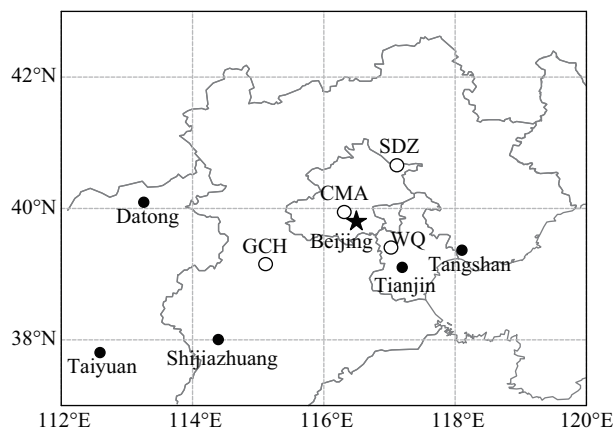 42°N
SDZ
CMA
40°N
Datong
Beijing
WQ
GCH
Tangshan
Tianjin
38°N
Shijiazhuang
Taiyuan
112°E
114°E
116°E
118°E
120°E